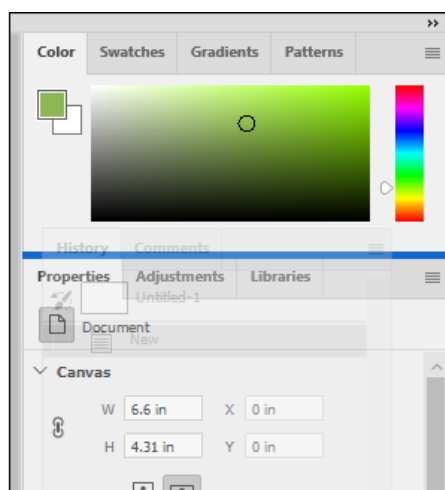 Color Swatches Gradients Patterns
History Comments
Properties Adjustments Libraries
Untitled-1
Document
New
Canvas
W 6.6 in X 0 in
H 4.31 in Y 0 in